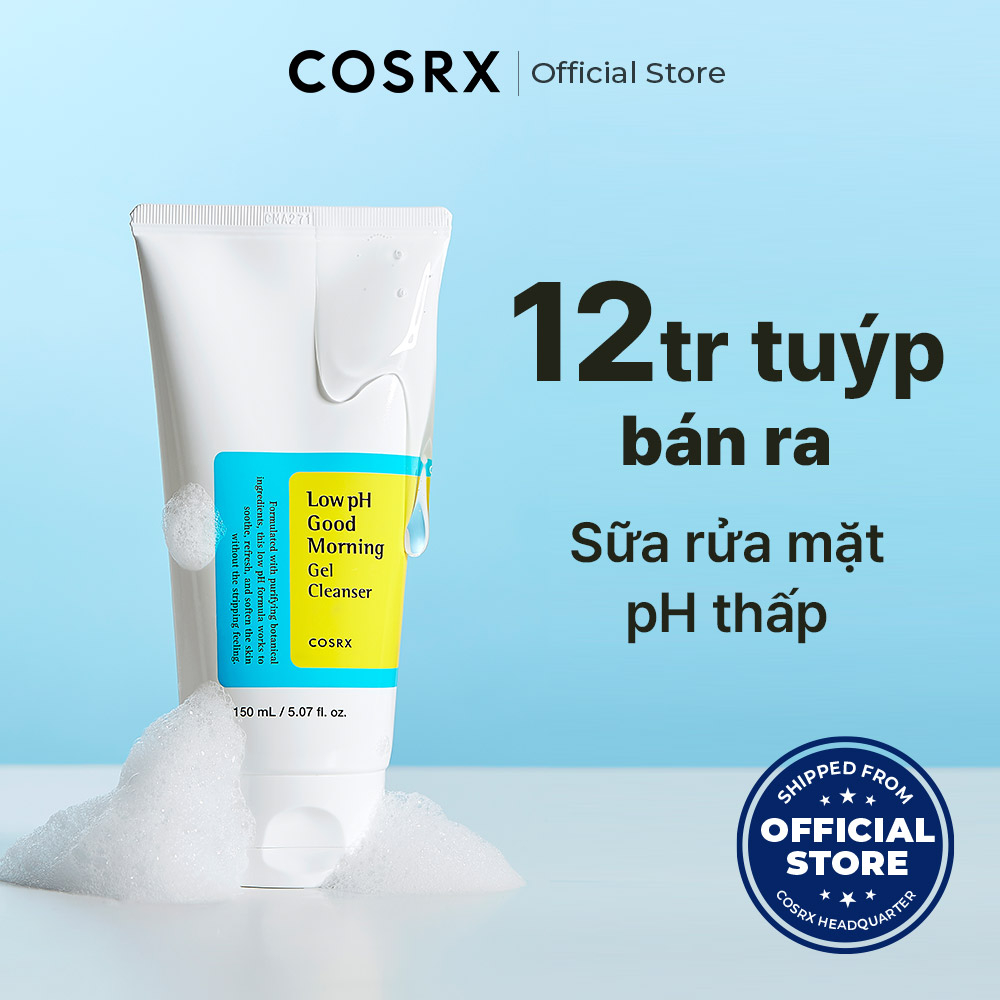 COSRX | Official Store
CMA271
12tr tuýp
bán ra
Sữa rửa mặt
pH thấp
Low pH
Good
Morning
Gel
Cleanser
COSRX
Formulated with purifying botanical
ingredients, this low pH formula works to
soothe, refresh, and soften the skin
without the stripping feeling.
150 mL / 5.07 fl. oz.
SHIPPED FROM
OFFICIAL
STORE
COSRX HEADQUARTER